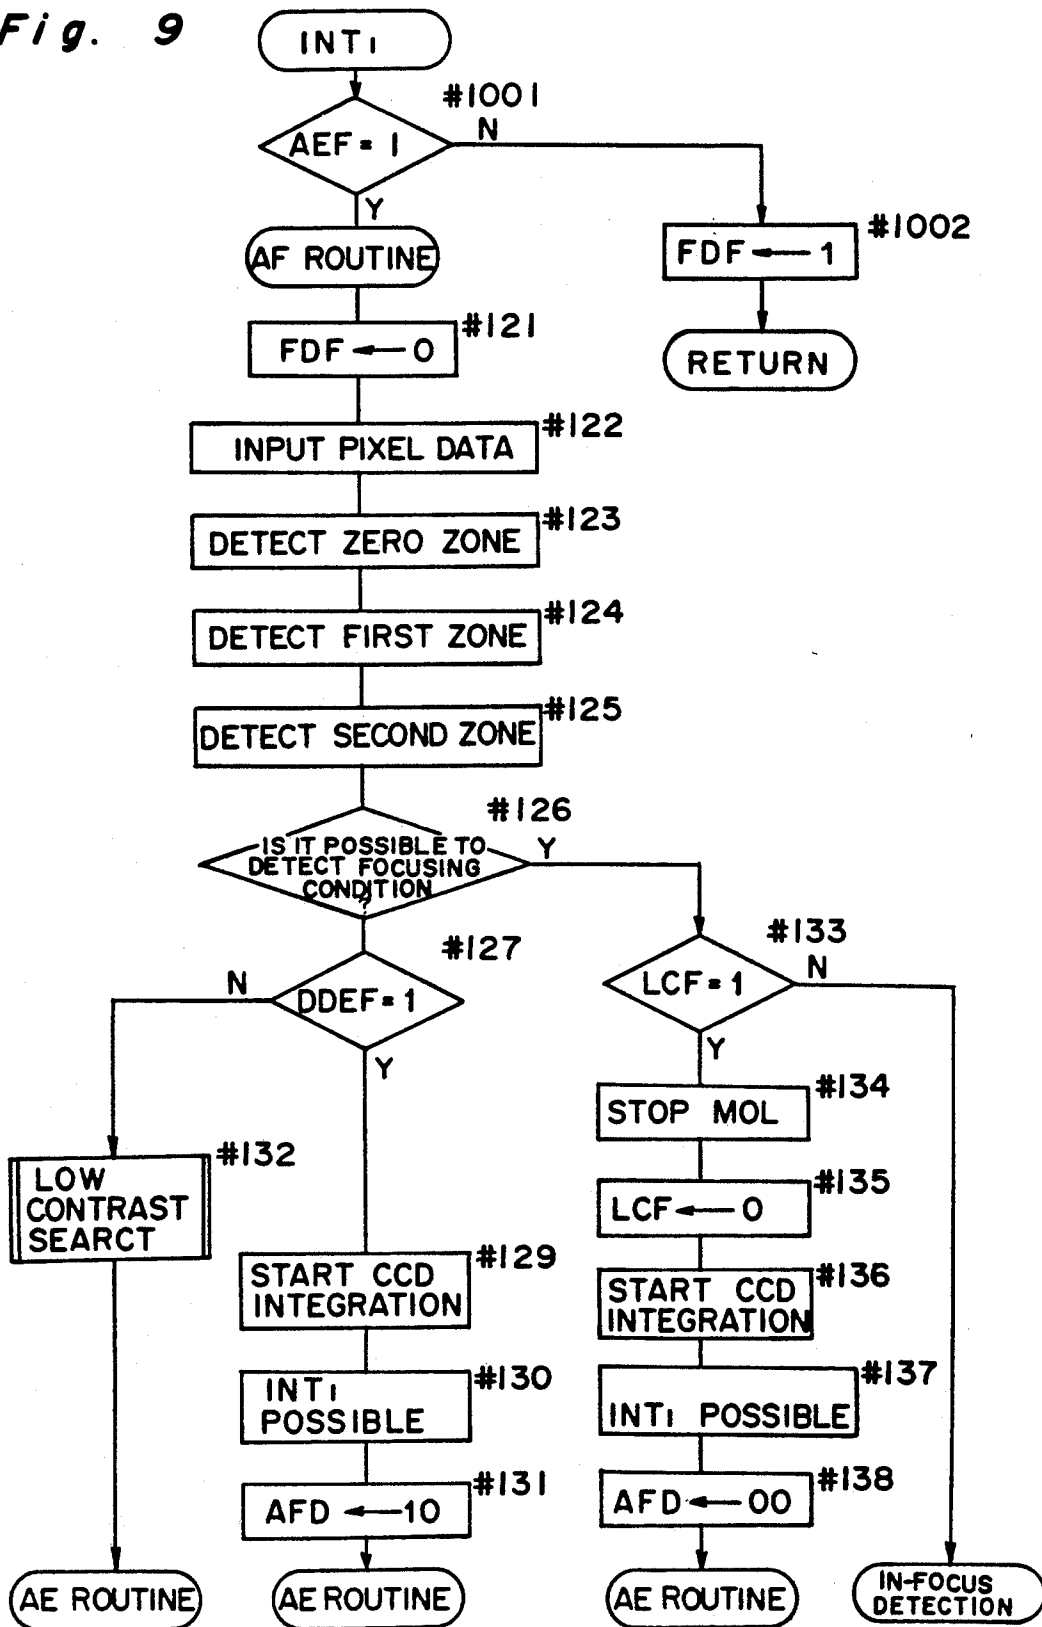 Fig. 9
INT1
#1001
AEF = 1
N
Y
AF ROUTINE
#1002
FDF ← 1
RETURN
#121
FDF ← 0
#122
INPUT PIXEL DATA
#123
DETECT ZERO ZONE
#124
DETECT FIRST ZONE
#125
DETECT SECOND ZONE
#126
IS IT POSSIBLE TO
DETECT FOCUSING
CONDITION
?
Y
#127
DDEF = 1
N
Y
#133
LCF = 1
N
Y
#134
STOP MOL
#132
LOW
CONTRAST
SEARCT
#135
LCF ← 0
#129
START CCD
INTEGRATION
#136
START CCD
INTEGRATION
#130
INT1
POSSIBLE
#137
INT1 POSSIBLE
#131
AFD ← 10
#138
AFD ← 00
AE ROUTINE
AE ROUTINE
AE ROUTINE
IN-FOCUS
DETECTION